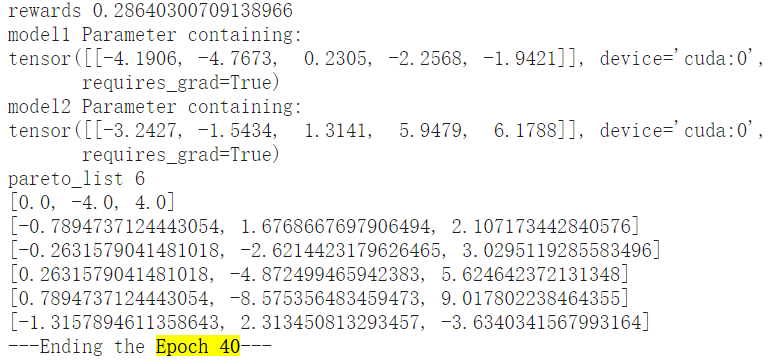 rewards 0.28640300709138966
model1 Parameter containing:
tensor([[-4.1906, -4.7673,  0.2305, -2.2568, -1.9421]], device='cuda:0',
       requires_grad=True)
model2 Parameter containing:
tensor([[-3.2427, -1.5434,  1.3141,  5.9479,  6.1788]], device='cuda:0',
       requires_grad=True)
pareto_list 6
[0.0, -4.0, 4.0]
[-0.7894737124443054, 1.6768667697906494, 2.107173442840576]
[-0.2631579041481018, -2.6214423179626465, 3.0295119285583496]
[0.2631579041481018, -4.872499465942383, 5.624642372131348]
[0.7894737124443054, -8.575356483459473, 9.017802238464355]
[-1.3157894611358643, 2.313450813293457, -3.6340341567993164]
---Ending the Epoch 40---